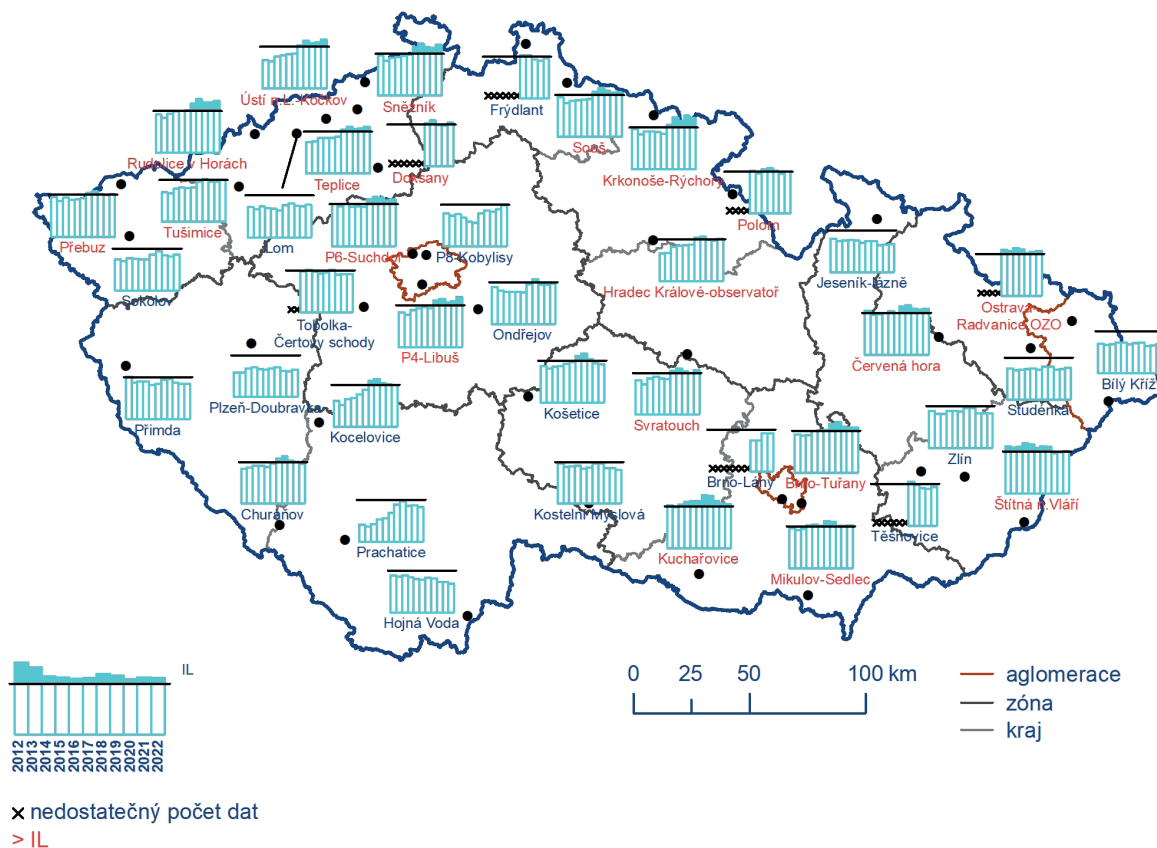 Ústí n.L.-Kočkov
Sněžník
Frýdlant
Rudolice v Horách
Teplice
Doksany
Souš
Krkonoše-Rýchory
Přebuz
Tušimice
Lom
P6-Suchdol
P8-Kobylisy
Polom
Sokolov
Hradec Králové-observatoř
Jeseník-lázně
Topolka-
Čertovy schody
Ondřejov
Ostrava
Radvanice OZO
P4-Libuš
Červená hora
Přimda
Plzeň-Doubravka
Kocelovice
Košetice
Svratouch
Studénka
Bílý Kříž
Zlín
Churáňov
Kostelní Myslová
Brno-Lány
Brno-Tuřany
Štítná n.Vláří
Prachatice
Kuchařovice
Těšnovice
Mikulov-Sedlec
Hojná Voda
IL
2012
2013
2014
2015
2016
2017
2018
2019
2020
2021
2022
0 25 50 100 km
aglomerace
zóna
kraj
nedostatečný počet dat
> IL